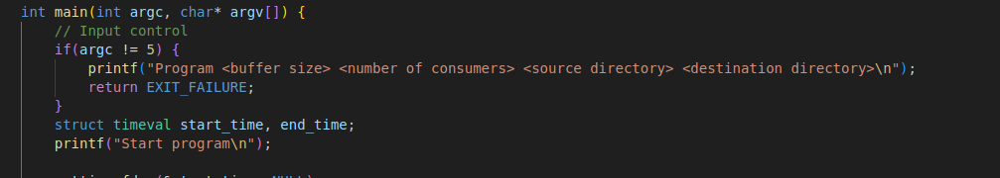 int main(int argc, char* argv[]) {
    // Input control
    if(argc != 5) {
        printf("Program <buffer size> <number of consumers> <source directory> <destination directory>\n");
        return EXIT_FAILURE;
    }
    struct timeval start_time, end_time;
    printf("Start program\n");